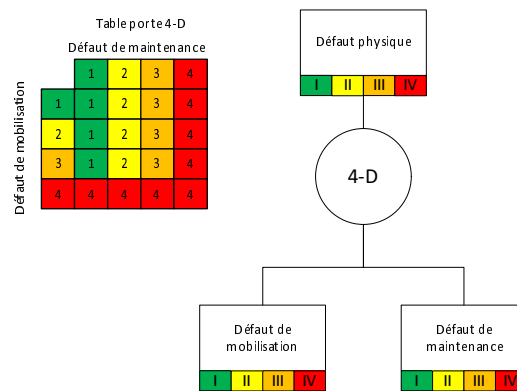 Table porte 4-D
Défaut de maintenance
Défaut de mobilisation
1 2 3 4
1 1 2 3 4
2 1 2 3 4
3 1 2 3 4
4 4 4 4 4
Défaut physique
I II III IV
4-D
Défaut de
mobilisation
I II III IV
Défaut de
maintenance
I II III IV